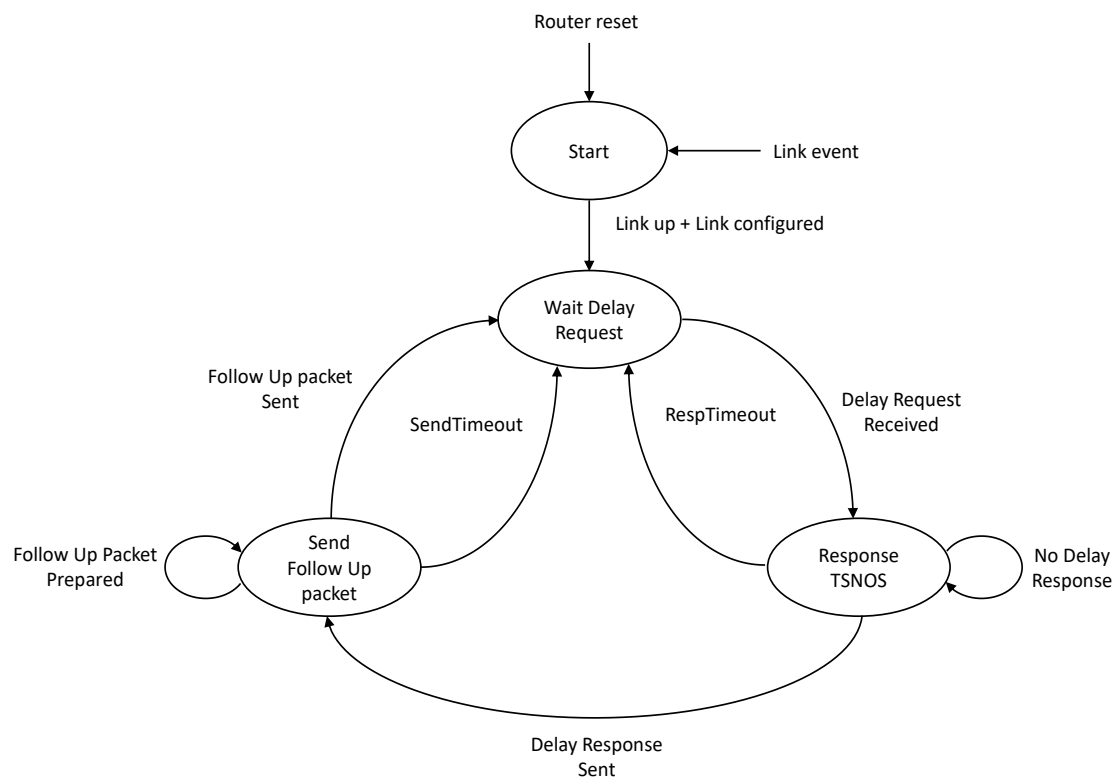 Router reset
Start
Link event
Link up + Link configured
Wait Delay
Request
Follow Up packet
Sent
SendTimeout
RespTimeout
Delay Request
Received
Follow Up Packet
Prepared
Send
Follow Up
packet
Response
TSNOS
No Delay
Response
Delay Response
Sent